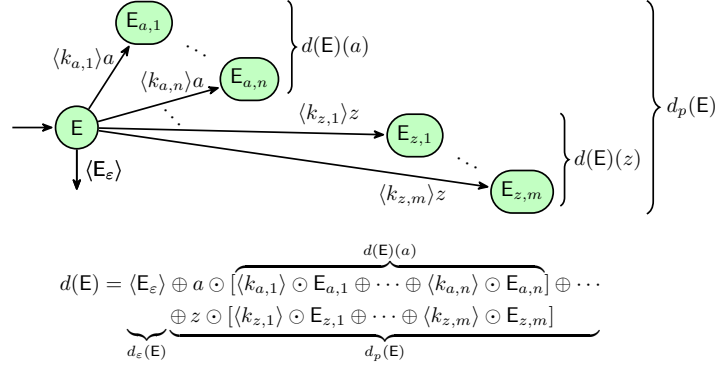 E_{a,1}
⋱
d(E)(a)
⟨k_{a,1}⟩a
⟨k_{a,n}⟩a
E_{a,n}
d_p(E)
⋱
⟨k_{z,1}⟩z
E
E_{z,1}
⋱
d(E)(z)
⟨E_ε⟩
⟨k_{z,m}⟩z
E_{z,m}
d(E)(a)
d(E) = ⟨E_ε⟩ ⊕ a ⊙ [⟨k_{a,1}⟩ ⊙ E_{a,1} ⊕ ⋯ ⊕ ⟨k_{a,n}⟩ ⊙ E_{a,n}] ⊕ ⋯
⊕ z ⊙ [⟨k_{z,1}⟩ ⊙ E_{z,1} ⊕ ⋯ ⊕ ⟨k_{z,m}⟩ ⊙ E_{z,m}]
d_ε(E) d_p(E)